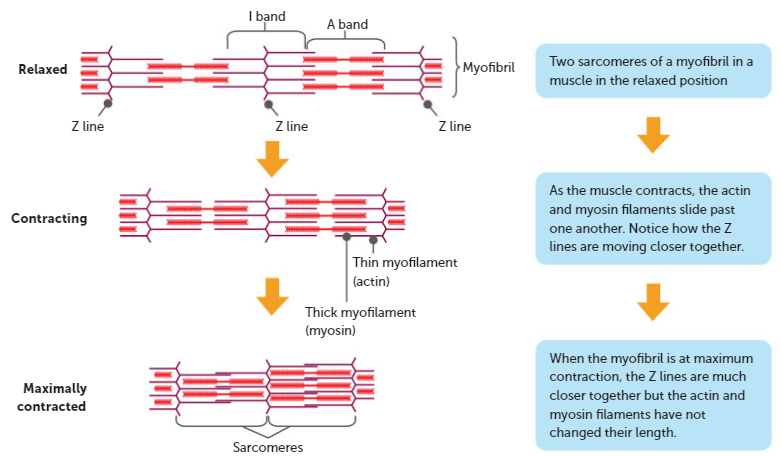 I band
A band
Relaxed
Myofibril
Z line
Z line
Z line
Two sarcomeres of a myofibril in a
muscle in the relaxed position
Contracting
Thin myofilament
(actin)
Thick myofilament
(myosin)
As the muscle contracts, the actin
and myosin filaments slide past
one another. Notice how the Z
lines are moving closer together.
Maximally
contracted
Sarcomeres
When the myofibril is at maximum
contraction, the Z lines are much
closer together but the actin and
myosin filaments have not
changed their length.